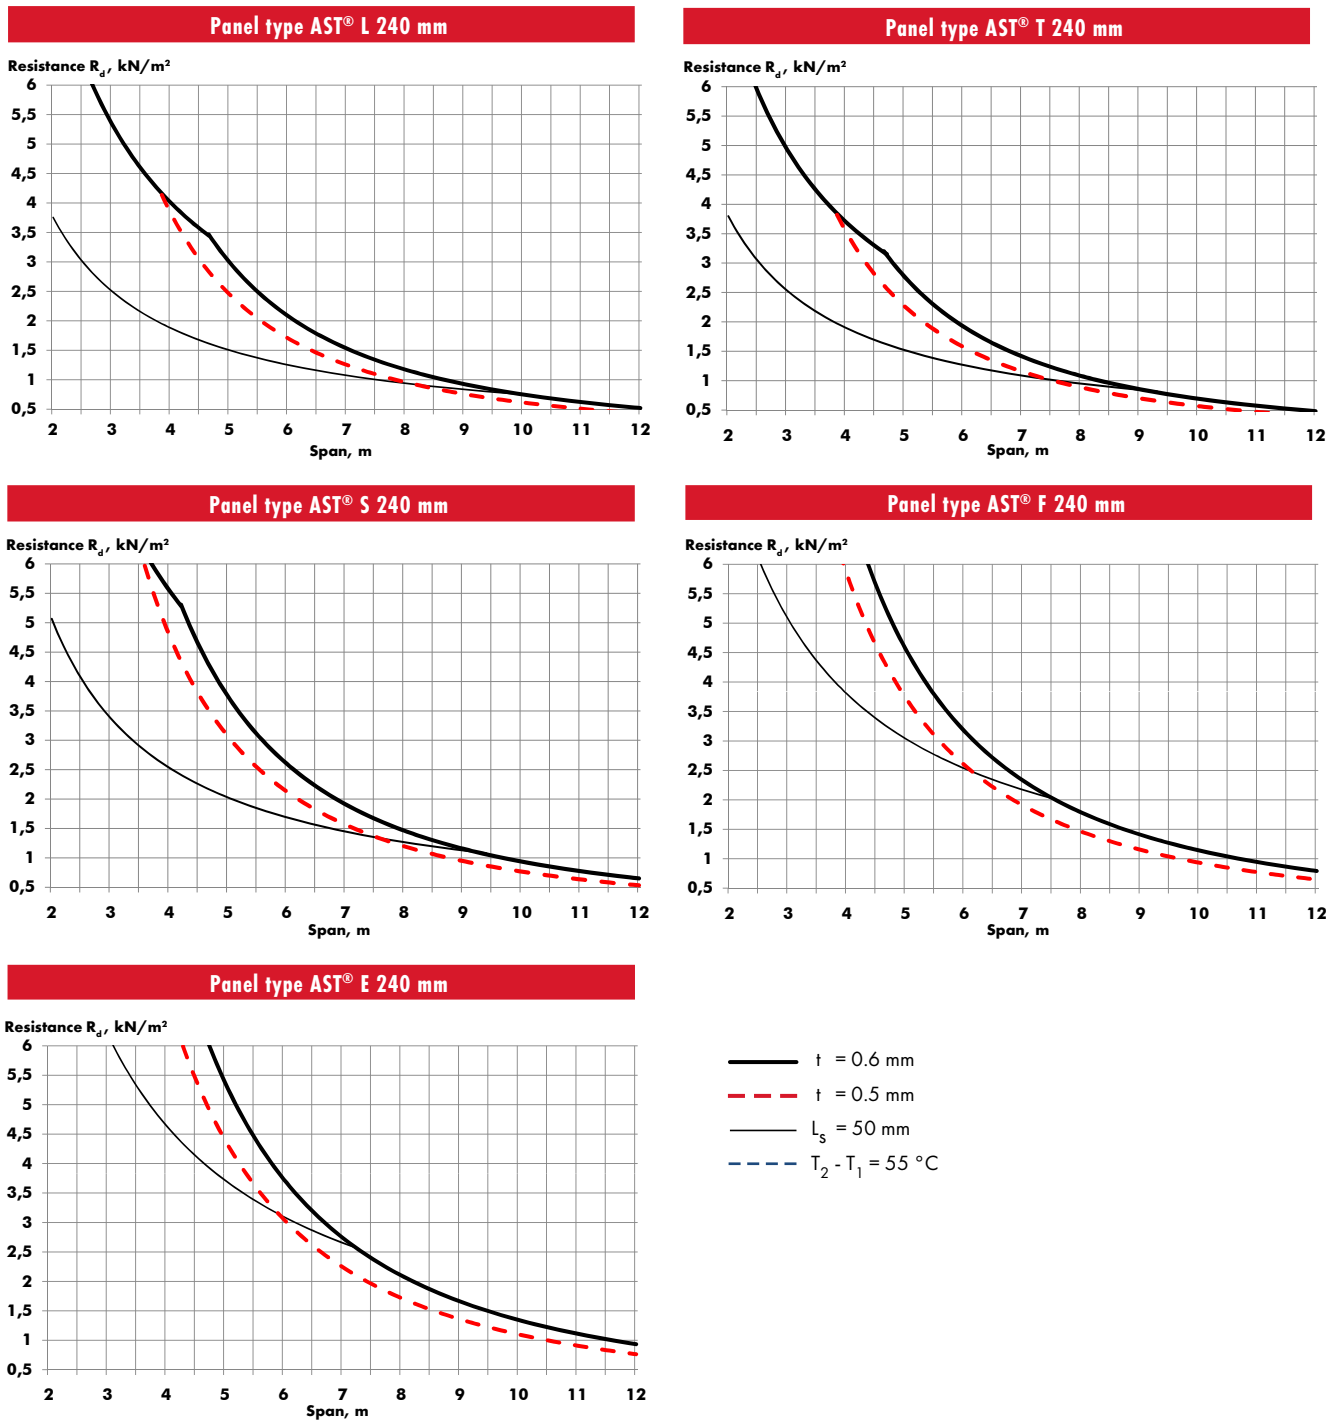 Panel type AST® L 240 mm
Resistance Rd, kN/m²
6
5,5
5
4,5
4
3,5
3
2,5
2
1,5
1
0,5
2 3 4 5 6 7 8 9 10 11 12
Span, m
Panel type AST® T 240 mm
Resistance Rd, kN/m²
6
5,5
5
4,5
4
3,5
3
2,5
2
1,5
1
0,5
2 3 4 5 6 7 8 9 10 11 12
Span, m
Panel type AST® S 240 mm
Resistance Rd, kN/m²
6
5,5
5
4,5
4
3,5
3
2,5
2
1,5
1
0,5
2 3 4 5 6 7 8 9 10 11 12
Span, m
Panel type AST® F 240 mm
Resistance Rd, kN/m²
6
5,5
5
4,5
4
3,5
3
2,5
2
1,5
1
0,5
2 3 4 5 6 7 8 9 10 11 12
Span, m
Panel type AST® E 240 mm
Resistance Rd, kN/m²
6
5,5
5
4,5
4
3,5
3
2,5
2
1,5
1
0,5
2 3 4 5 6 7 8 9 10 11 12
Span, m
t = 0.6 mm
t = 0.5 mm
Ls = 50 mm
T2 - T1 = 55 °C